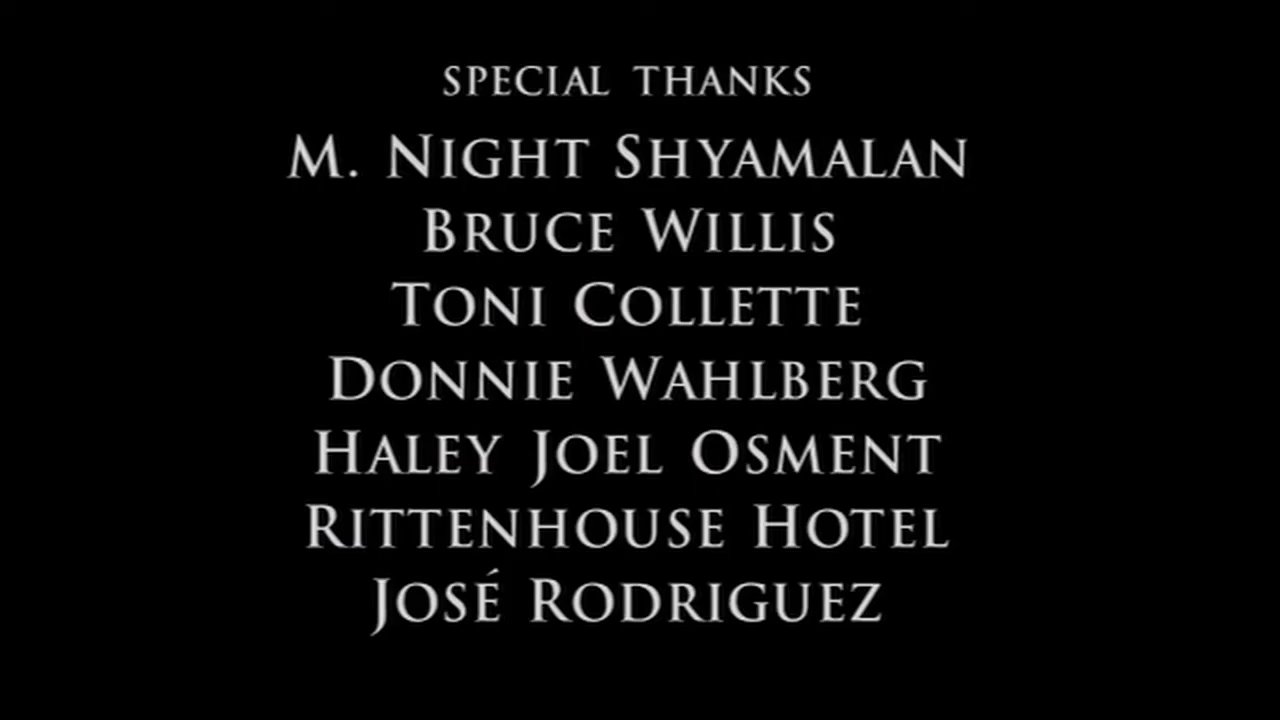 SPECIAL THANKS
M. NIGHT SHYAMALAN
BRUCE WILLIS
TONI COLLETTE
DONNIE WAHLBERG
HALEY JOEL OSMENT
RITTENHOUSE HOTEL
JOSÉ RODRIGUEZ